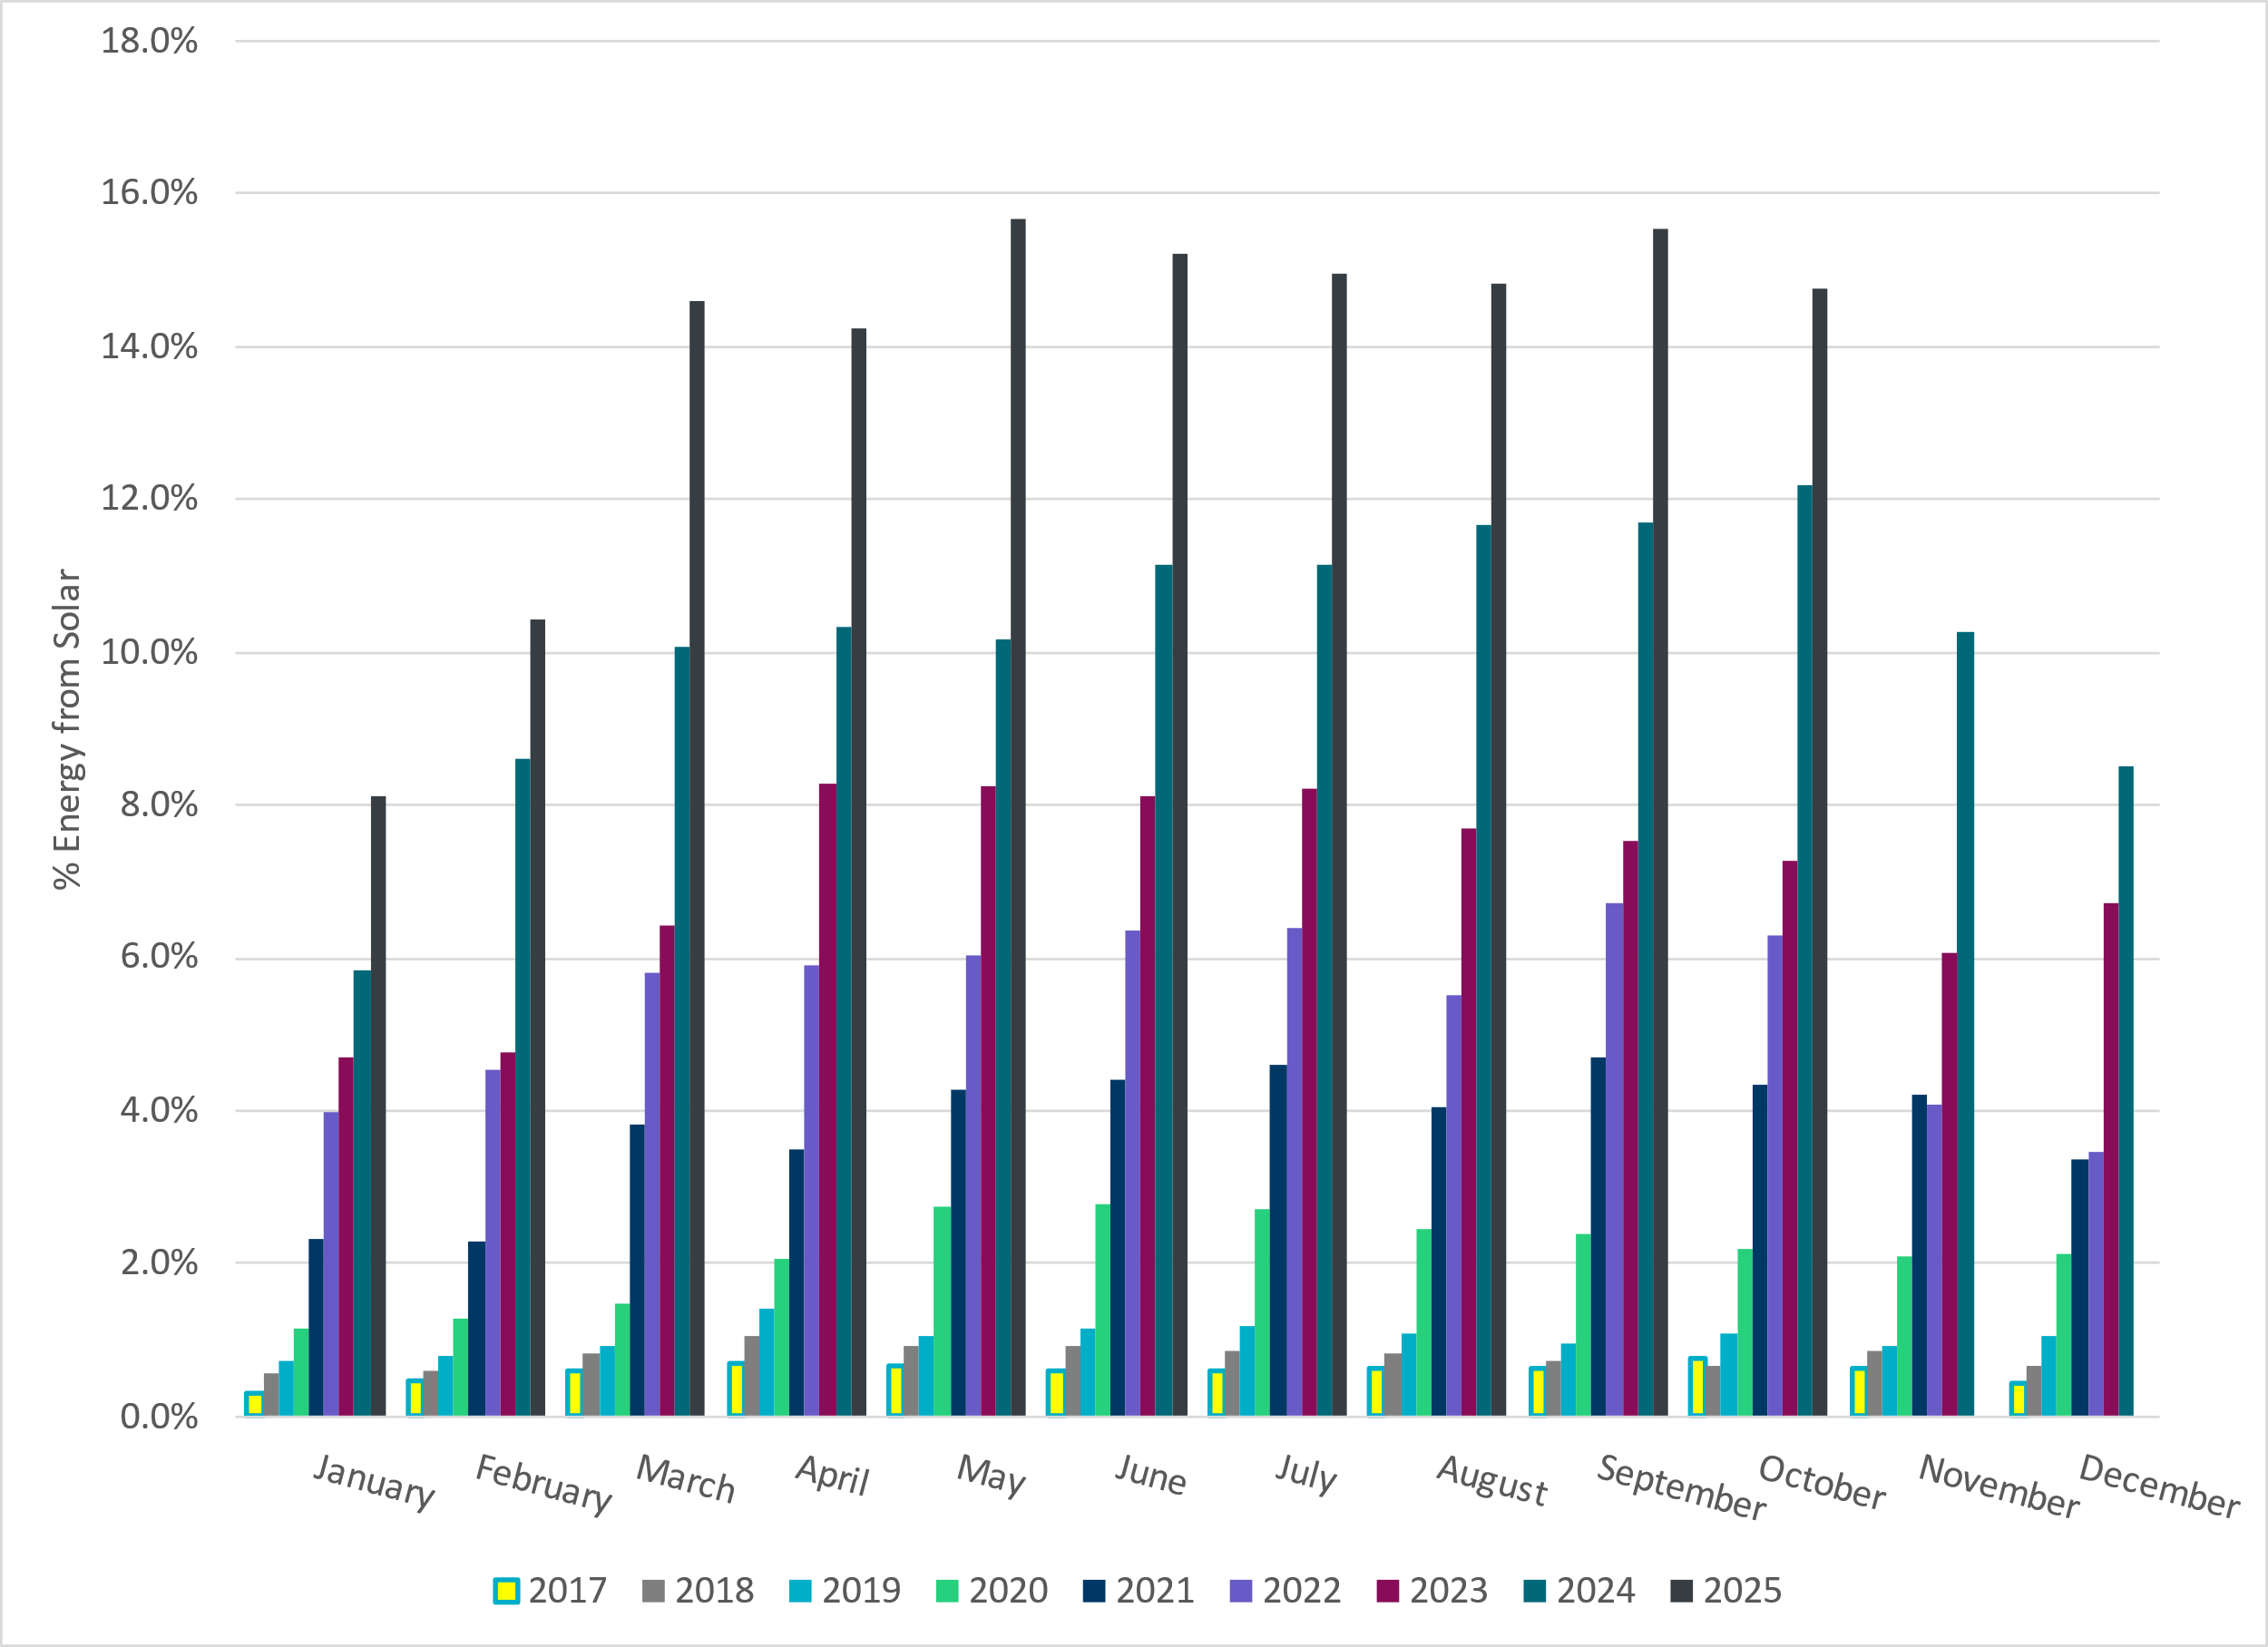 18.0%
16.0%
14.0%
12.0%
10.0%
8.0%
6.0%
4.0%
2.0%
0.0%
% Energy from Solar
January
February
March
April
May
June
July
August
September
October
November
December
2017 2018 2019 2020 2021 2022 2023 2024 2025